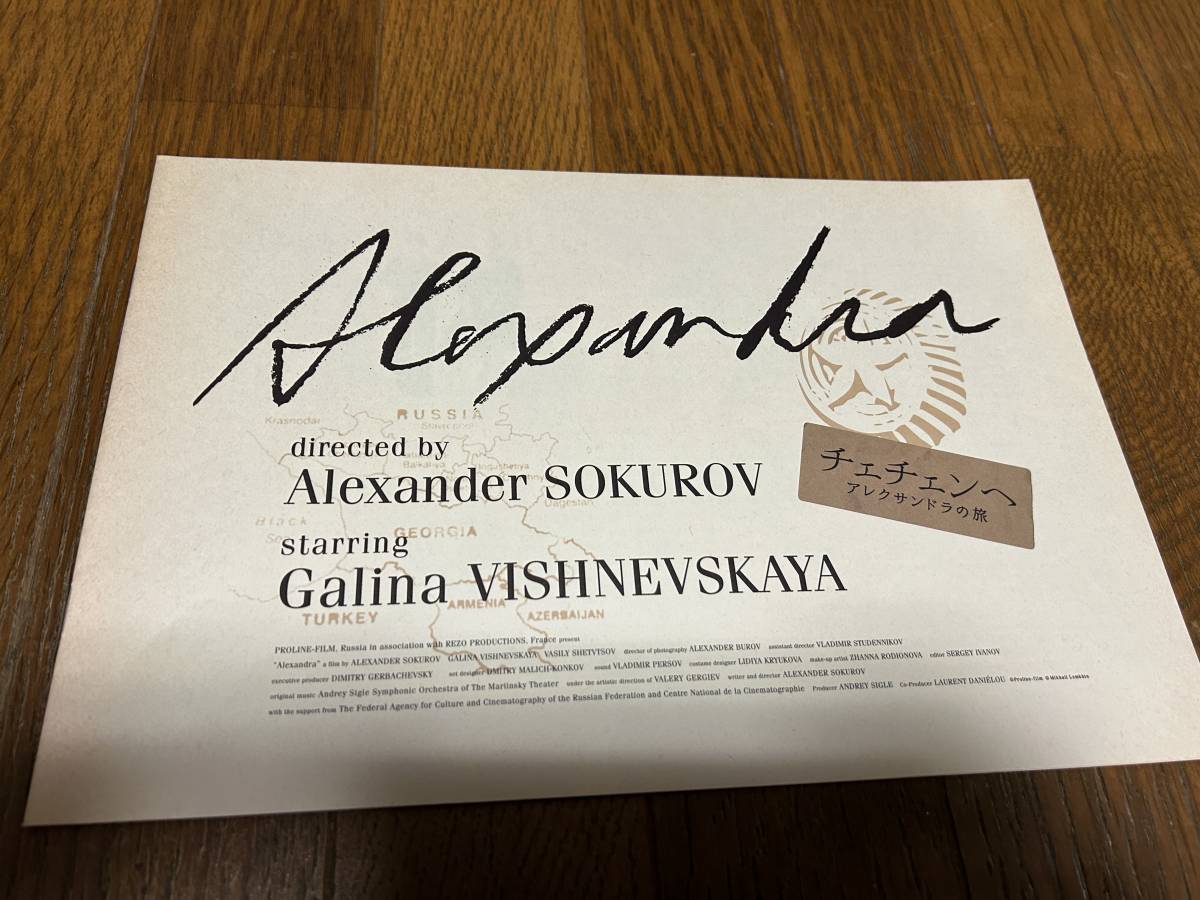 Alexandra
Krasnodar
RUSSIA
directed by
Alexander SOKUROV
チェチェンへ
アレクサンドラの旅
Dagestan
Black
GEORGIA
starring
Galina VISHNEVSKAYA
ARMENIA
TURKEY
AZERBAIJAN
PROLINE-FILM, Russia in association with REZO PRODUCTIONS, France present
"Alexandra" a film by ALEXANDER SOKUROV GALINA VISHNEVSKAYA VASILY SHEVTSOV director of photography ALEXANDER BUROV assistant director VLADIMIR STUDENNIKOV
executive producer DIMITRY GERBACHEVSKY set designer DMITRY MALICH-KONKOV sound VLADIMIR PERSOV costume designer LIDIYA KRYUKOVA make-up artist ZHANNA RODIONOVA editor SERGEY IVANOV
original music Andrey Sigle Symphonic Orchestra of The Mariinsky Theater under the artistic direction of VALERY GERGIEV writer and director ALEXANDER SOKUROV
with the support from The Federal Agency for Culture and Cinematography of the Russian Federation and Centre National de la Cinematographie Producer ANDREY SIGLE Co-Producer LAURENT DANIÉLOU ©Proline-film